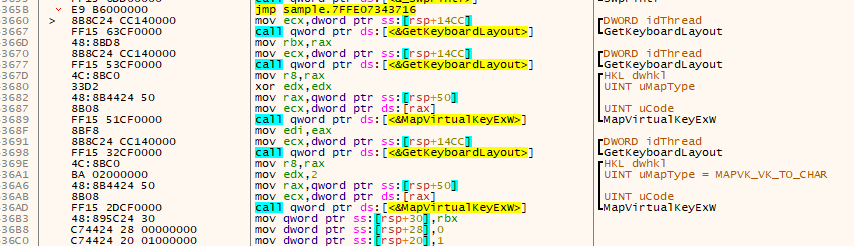 365B E9 B6000000 jmp sample.7FFE07343716
3660 > 8B8C24 CC140000 mov ecx,dword ptr ss:[rsp+14CC] DWORD idThread
3667 FF15 63CF0000 call qword ptr ds:[<&GetKeyboardLayout>] GetKeyboardLayout
366D 48:8BD8 mov rbx,rax
3670 8B8C24 CC140000 mov ecx,dword ptr ss:[rsp+14CC] DWORD idThread
3677 FF15 53CF0000 call qword ptr ds:[<&GetKeyboardLayout>] GetKeyboardLayout
367D 4C:8BC0 mov r8,rax HKL dwhkl
3680 33D2 xor edx,edx UINT uMapType
3682 48:8B4424 50 mov rax,qword ptr ss:[rsp+50]
3687 8B08 mov ecx,dword ptr ds:[rax] UINT uCode
3689 FF15 51CF0000 call qword ptr ds:[<&MapVirtualKeyExW>] MapVirtualKeyExW
368F 8BF8 mov edi,eax
3691 8B8C24 CC140000 mov ecx,dword ptr ss:[rsp+14CC] DWORD idThread
3698 FF15 32CF0000 call qword ptr ds:[<&GetKeyboardLayout>] GetKeyboardLayout
369E 4C:8BC0 mov r8,rax HKL dwhkl
36A1 BA 02000000 mov edx,2 UINT uMapType = MAPVK_VK_TO_CHAR
36A6 48:8B4424 50 mov rax,qword ptr ss:[rsp+50]
36AB 8B08 mov ecx,dword ptr ds:[rax] UINT uCode
36AD FF15 2DCF0000 call qword ptr ds:[<&MapVirtualKeyExW>] MapVirtualKeyExW
36B3 48:895C24 30 mov qword ptr ss:[rsp+30],rbx
36B8 C74424 28 00000000 mov dword ptr ss:[rsp+28],0
36C0 C74424 20 01000000 mov dword ptr ss:[rsp+20],1